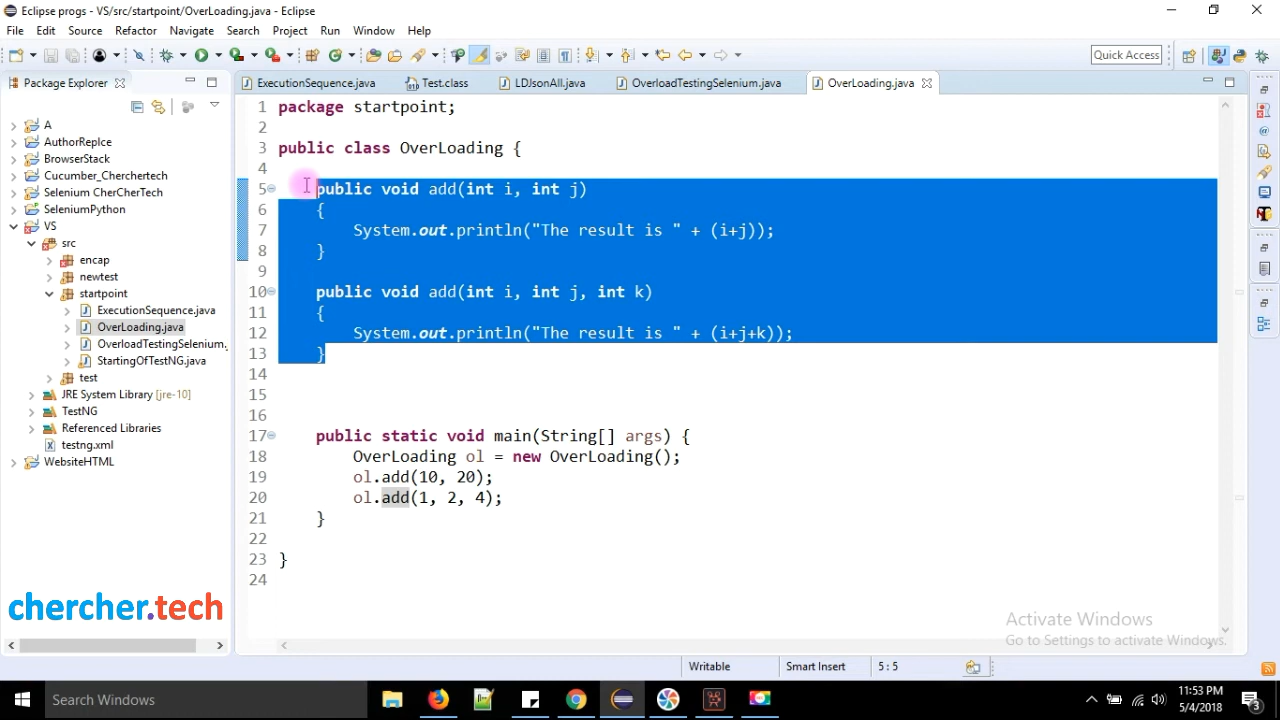 Eclipse progs - VS/src/startpoint/OverLoading.java - Eclipse
File Edit Source Refactor Navigate Search Project Run Window Help
Quick Access
Package Explorer
ExecutionSequence.java
Test.class
LDJsonAll.java
OverloadTestingSelenium.java
OverLoading.java
A
AuthorReplce
BrowserStack
Cucumber_Cherchertech
Selenium CherCherTech
SeleniumPython
VS
src
encap
newtest
startpoint
ExecutionSequence.java
OverLoading.java
OverloadTestingSelenium.
StartingOfTestNG.java
test
JRE System Library [jre-10]
TestNG
Referenced Libraries
testng.xml
WebsiteHTML
chercher.tech
1 package startpoint;
2
3 public class OverLoading {
4
5 public void add(int i, int j)
6 {
7 System.out.println("The result is " + (i+j));
8 }
9
10 public void add(int i, int j, int k)
11 {
12 System.out.println("The result is " + (i+j+k));
13 }
14
15
16
17 public static void main(String[] args) {
18 OverLoading ol = new OverLoading();
19 ol.add(10, 20);
20 ol.add(1, 2, 4);
21 }
22
23 }
24
Activate Windows
Go to Settings to activate Windows.
Writable
Smart Insert
5 : 5
Search Windows
11:53 PM
5/4/2018
3